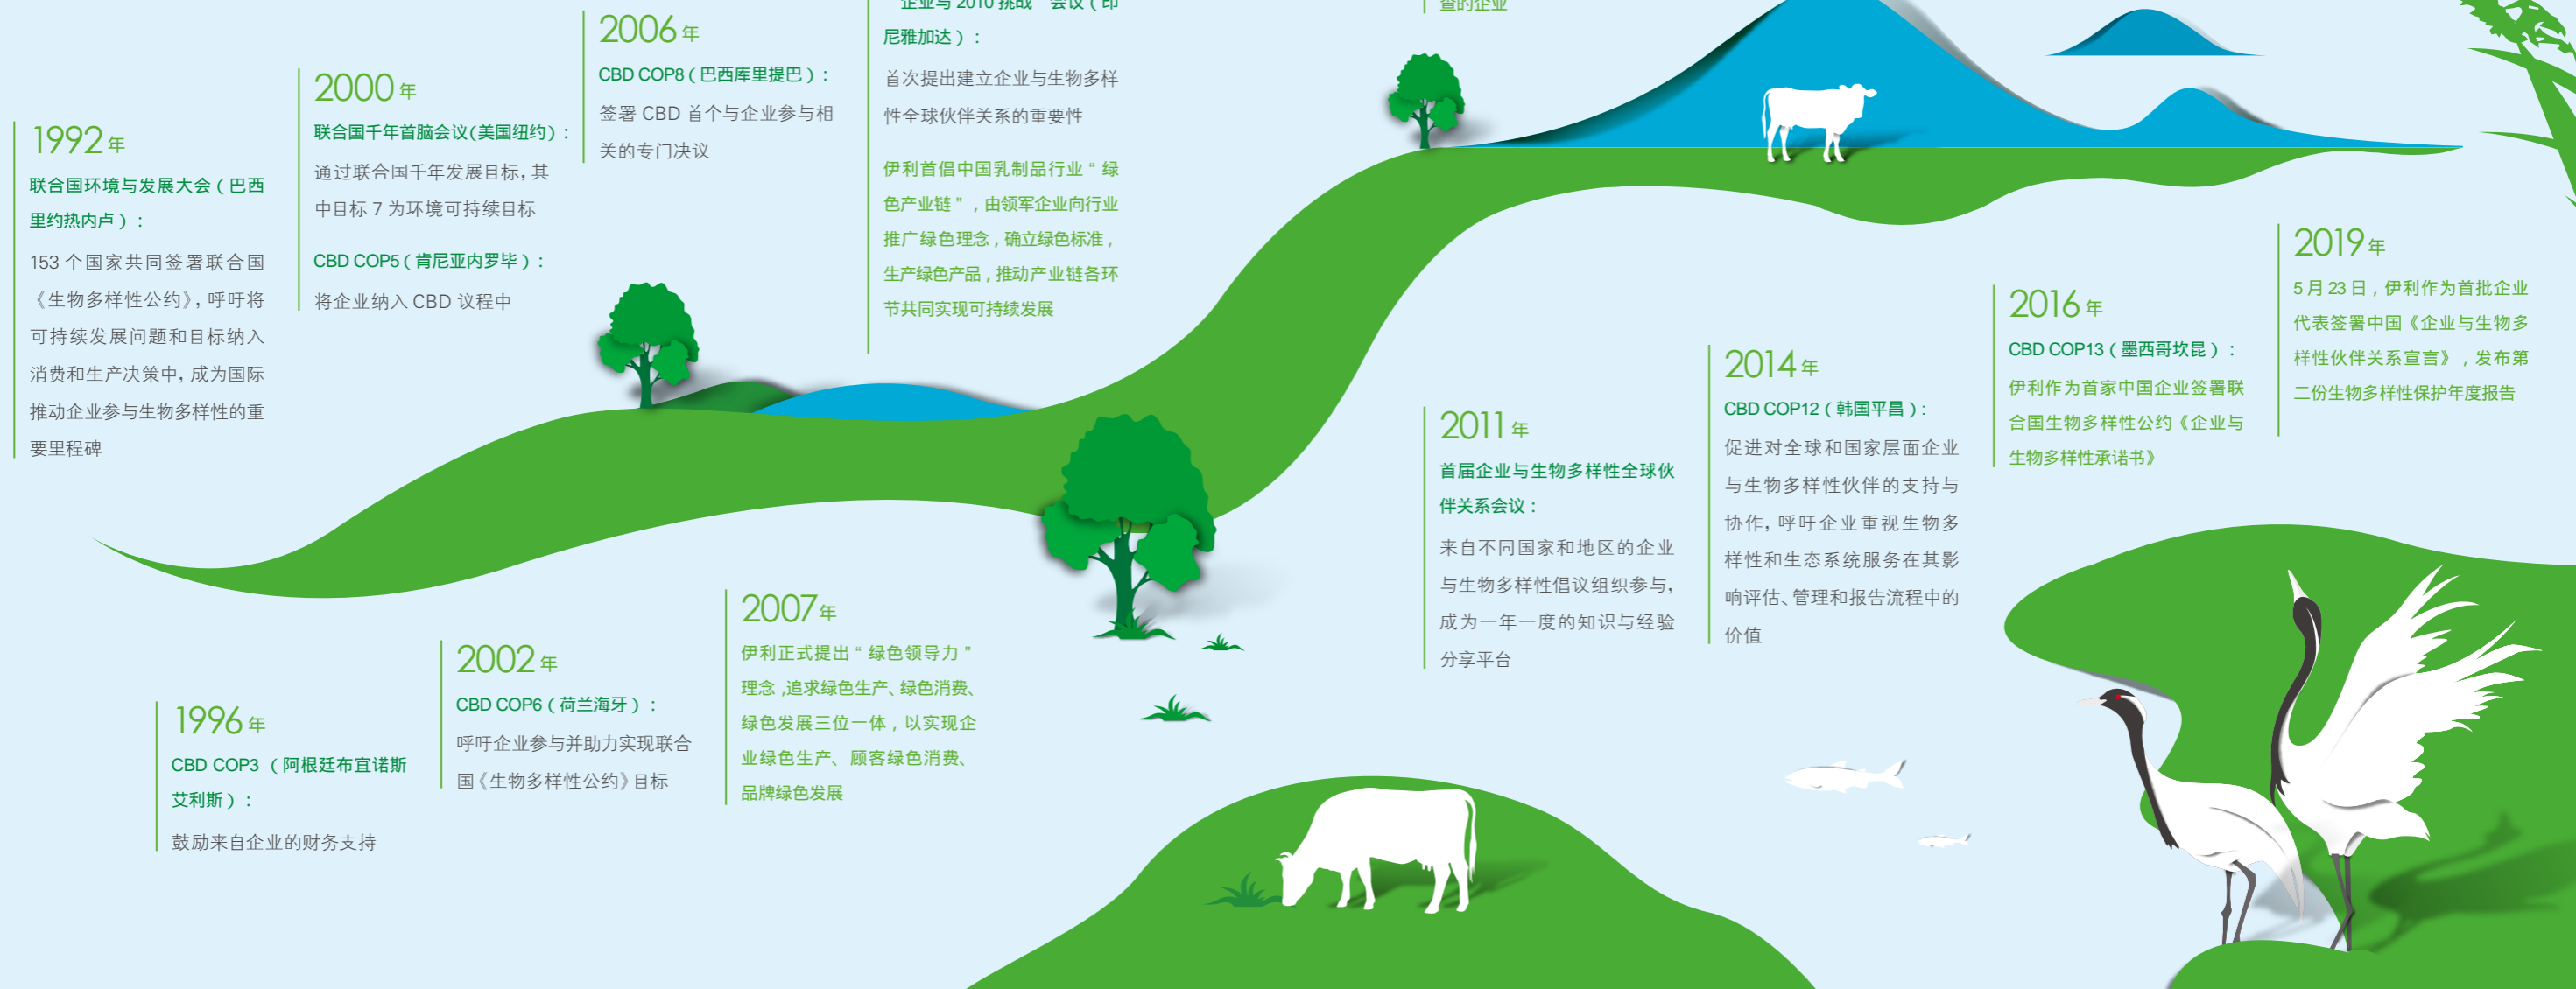 1992年
联合国环境与发展大会（巴西
里约热内卢）：
153 个国家共同签署联合国
《生物多样性公约》，呼吁将
可持续发展问题和目标纳入
消费和生产决策中，成为国际
推动企业参与生物多样性的重
要里程碑
1996年
CBD COP3 （阿根廷布宜诺斯
艾利斯）：
鼓励来自企业的财务支持
2000年
联合国千年首脑会议（美国纽约）：
通过联合国千年发展目标，其
中目标 7 为环境可持续目标
CBD COP5（肯尼亚内罗毕）：
将企业纳入 CBD 议程中
2002年
CBD COP6（荷兰海牙）：
呼吁企业参与并助力实现联合
国《生物多样性公约》目标
2006年
CBD COP8（巴西库里提巴）：
签署 CBD 首个与企业参与相
关的专门决议
2007年
伊利正式提出“绿色领导力”
理念，追求绿色生产、绿色消费、
绿色发展三位一体，以实现企
业绿色生产、顾客绿色消费、
品牌绿色发展
企业与 2010 挑战 会议（印
尼雅加达）：
首次提出建立企业与生物多样
性全球伙伴关系的重要性
伊利首倡中国乳制品行业“绿
色产业链”，由领军企业向行业
推广绿色理念，确立绿色标准，
生产绿色产品，推动产业链各环
节共同实现可持续发展
查的企业
2011年
首届企业与生物多样性全球伙
伴关系会议：
来自不同国家和地区的企业
与生物多样性倡议组织参与，
成为一年一度的知识与经验
分享平台
2014年
CBD COP12（韩国平昌）：
促进对全球和国家层面企业
与生物多样性伙伴的支持与
协作，呼吁企业重视生物多
样性和生态系统服务在其影
响评估、管理和报告流程中的
价值
2016年
CBD COP13（墨西哥坎昆）：
伊利作为首家中国企业签署联
合国生物多样性公约《企业与
生物多样性承诺书》
2019年
5 月 23 日，伊利作为首批企业
代表签署中国《企业与生物多
样性伙伴关系宣言》，发布第
二份生物多样性保护年度报告